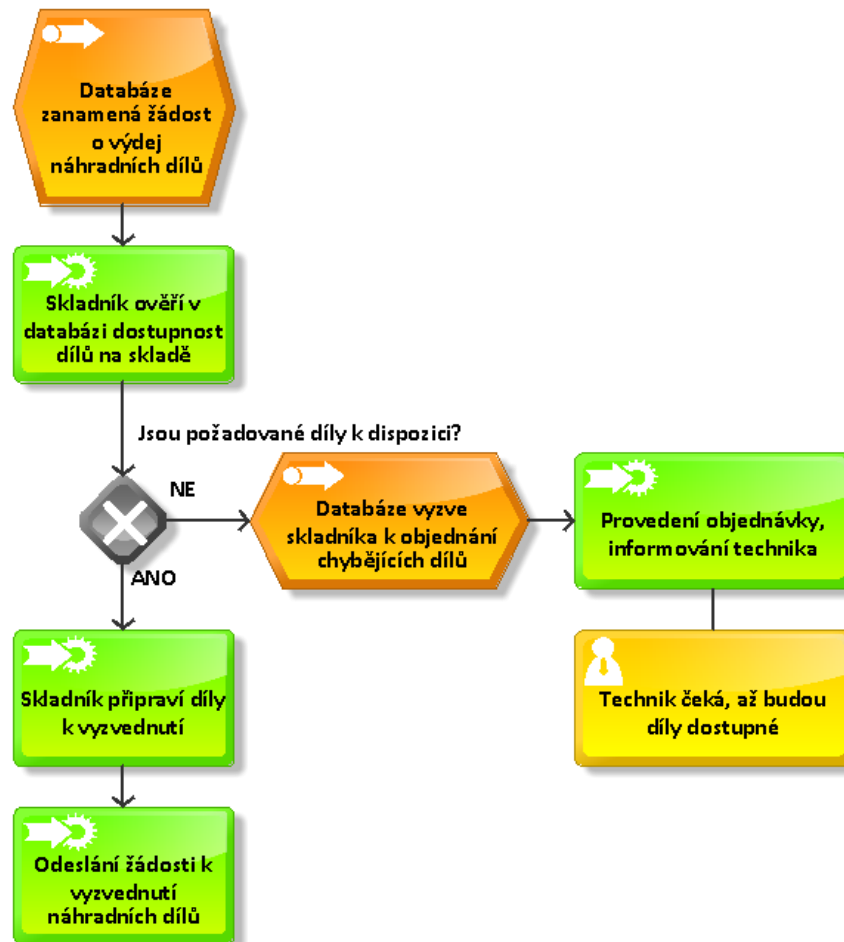 Databáze
zanamená žádost
o výdej
náhradních dílů
Skladník ověří v
databázi dostupnost
dílů na skladě
Jsou požadované díly k dispozici?
NE
Databáze vyzve
skladníka k objednání
chybějících dílů
Provedení objednávky,
informování technika
ANO
Skladník připraví díly
k vyzvednutí
Technik čeká, až budou
díly dostupné
Odeslání žádosti k
vyzvednutí
náhradních dílů